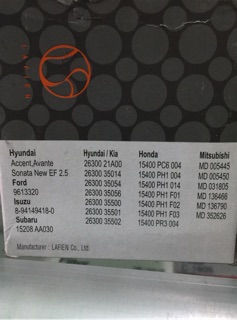 LAFIEN
Hyundai Hyundai / Kia Honda Mitsubishi
Accent,Avante 26300 21A00 15400 PC6 004 MD 005445
Sonata New EF 2.5 26300 35014 15400 PH1 004 MD 005450
Ford 26300 35054 15400 PH1 014 MD 031805
9613320 26300 35056 15400 PH1 F01 MD 136466
Isuzu 26300 35500 15400 PH1 F02 MD 136790
8-94149418-0 26300 35501 15400 PH1 F03 MD 352626
Subaru 26300 35502 15400 PR3 004
15208 AA030
Manufacturer : LAFIEN Co., Ltd.